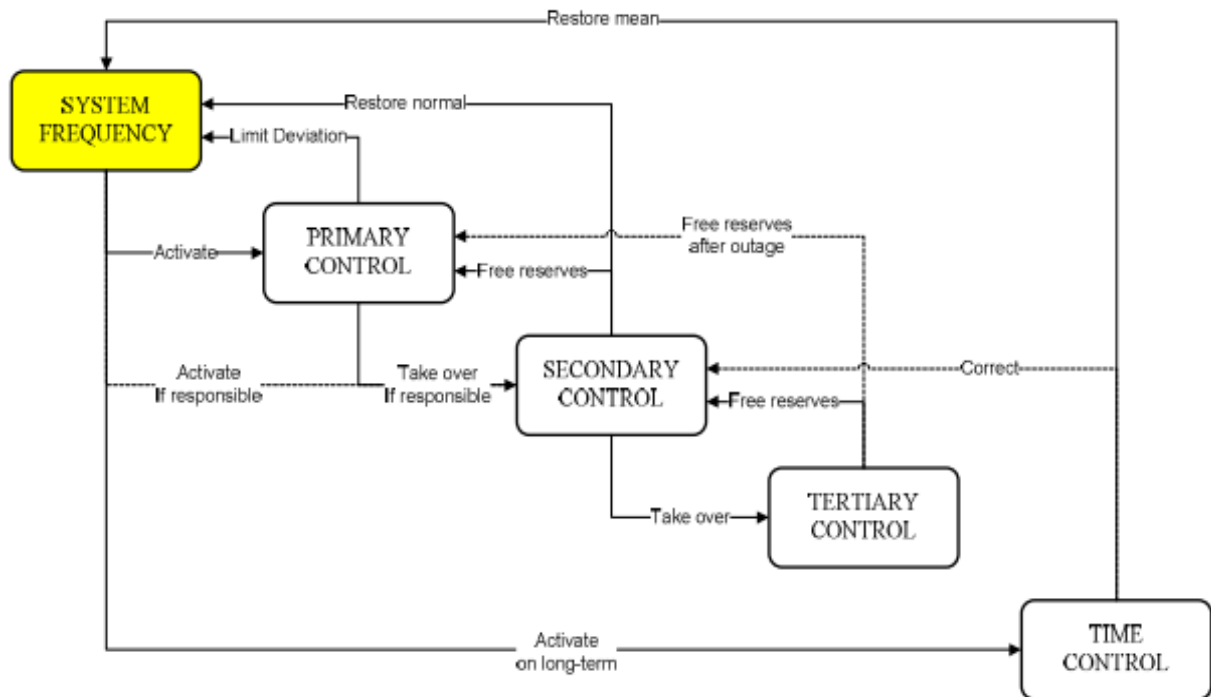 Restore mean
SYSTEM
FREQUENCY
Restore normal
Limit Deviation
PRIMARY
CONTROL
Activate
Free reserves
after outage
Free reserves
Activate
If responsible
Take over
If responsible
SECONDARY
CONTROL
Correct
Free reserves
Take over
TERTIARY
CONTROL
Activate
on long-term
TIME
CONTROL